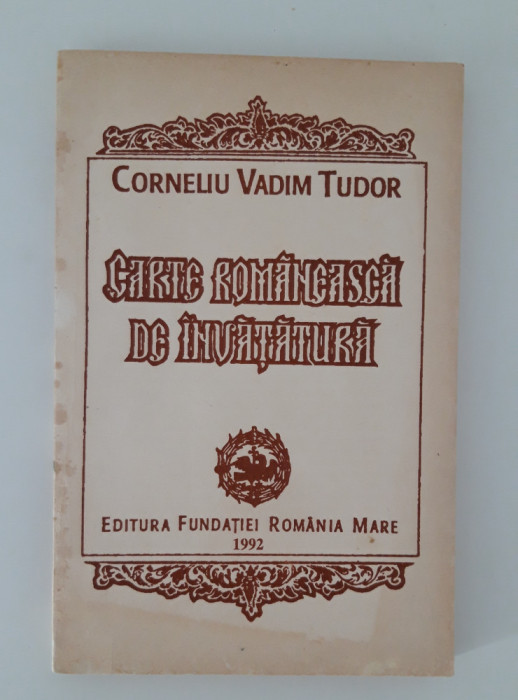 CORNELIU VADIM TUDOR
CARTE ROMÂNEASCĂ
DE ÎNVĂȚĂTURĂ
EDITURA FUNDAȚIEI ROMÂNIA MARE
1992